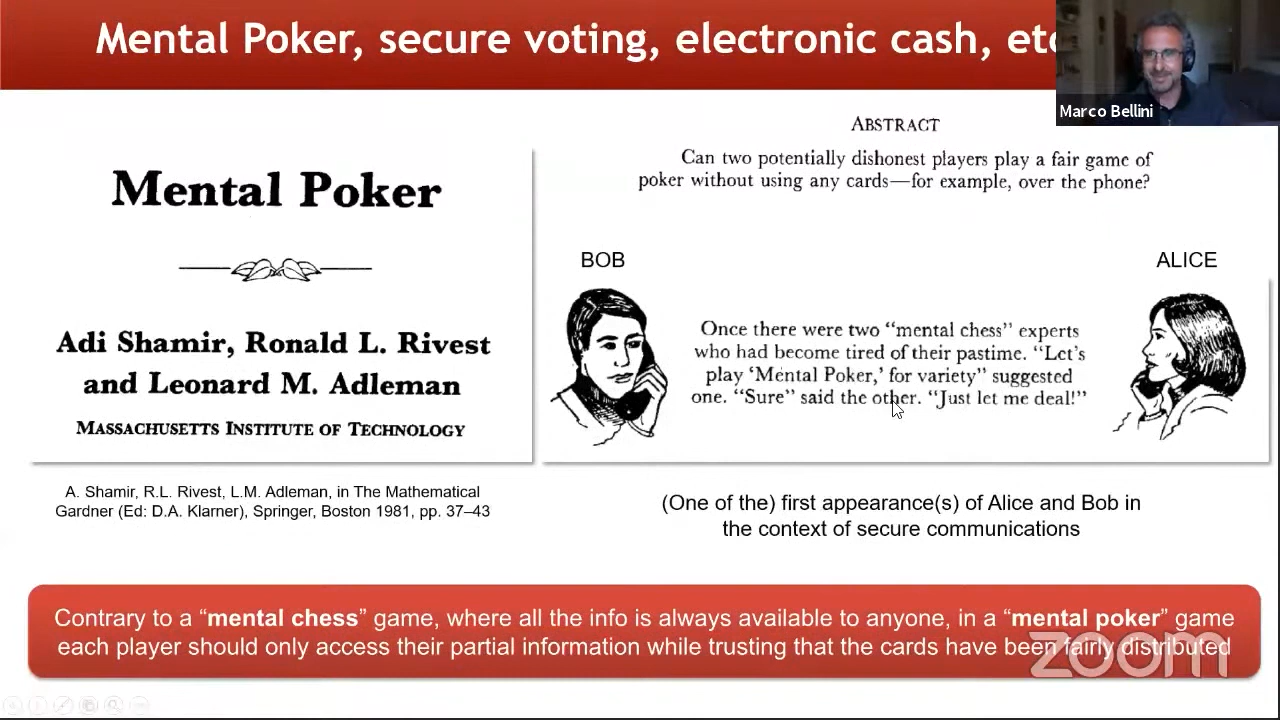 Mental Poker, secure voting, electronic cash, etc
Marco Bellini
Mental Poker
Adi Shamir, Ronald L. Rivest
and Leonard M. Adleman
MASSACHUSETTS INSTITUTE OF TECHNOLOGY
A. Shamir, R.L. Rivest, L.M. Adleman, in The Mathematical
Gardner (Ed: D.A. Klarner), Springer, Boston 1981, pp. 37–43
ABSTRACT
Can two potentially dishonest players play a fair game of
poker without using any cards—for example, over the phone?
BOB
ALICE
Once there were two “mental chess” experts
who had become tired of their pastime. “Let’s
play ‘Mental Poker,’ for variety” suggested
one. “Sure” said the other. “Just let me deal!”
(One of the) first appearance(s) of Alice and Bob in
the context of secure communications
Contrary to a “mental chess” game, where all the info is always available to anyone, in a “mental poker” game
each player should only access their partial information while trusting that the cards have been fairly distributed
zoom